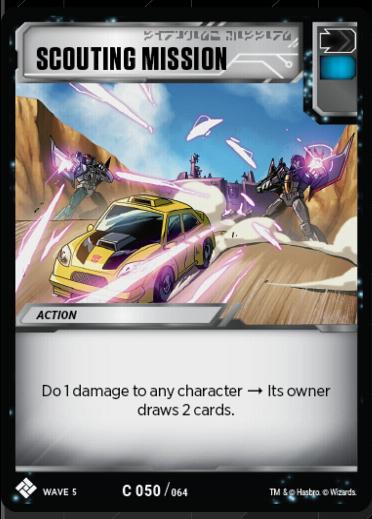 SCOUTING MISSION
ACTION
Do 1 damage to any character → Its owner
draws 2 cards.
WAVE 5
C 050/064
TM & © Hasbro. © Wizards.